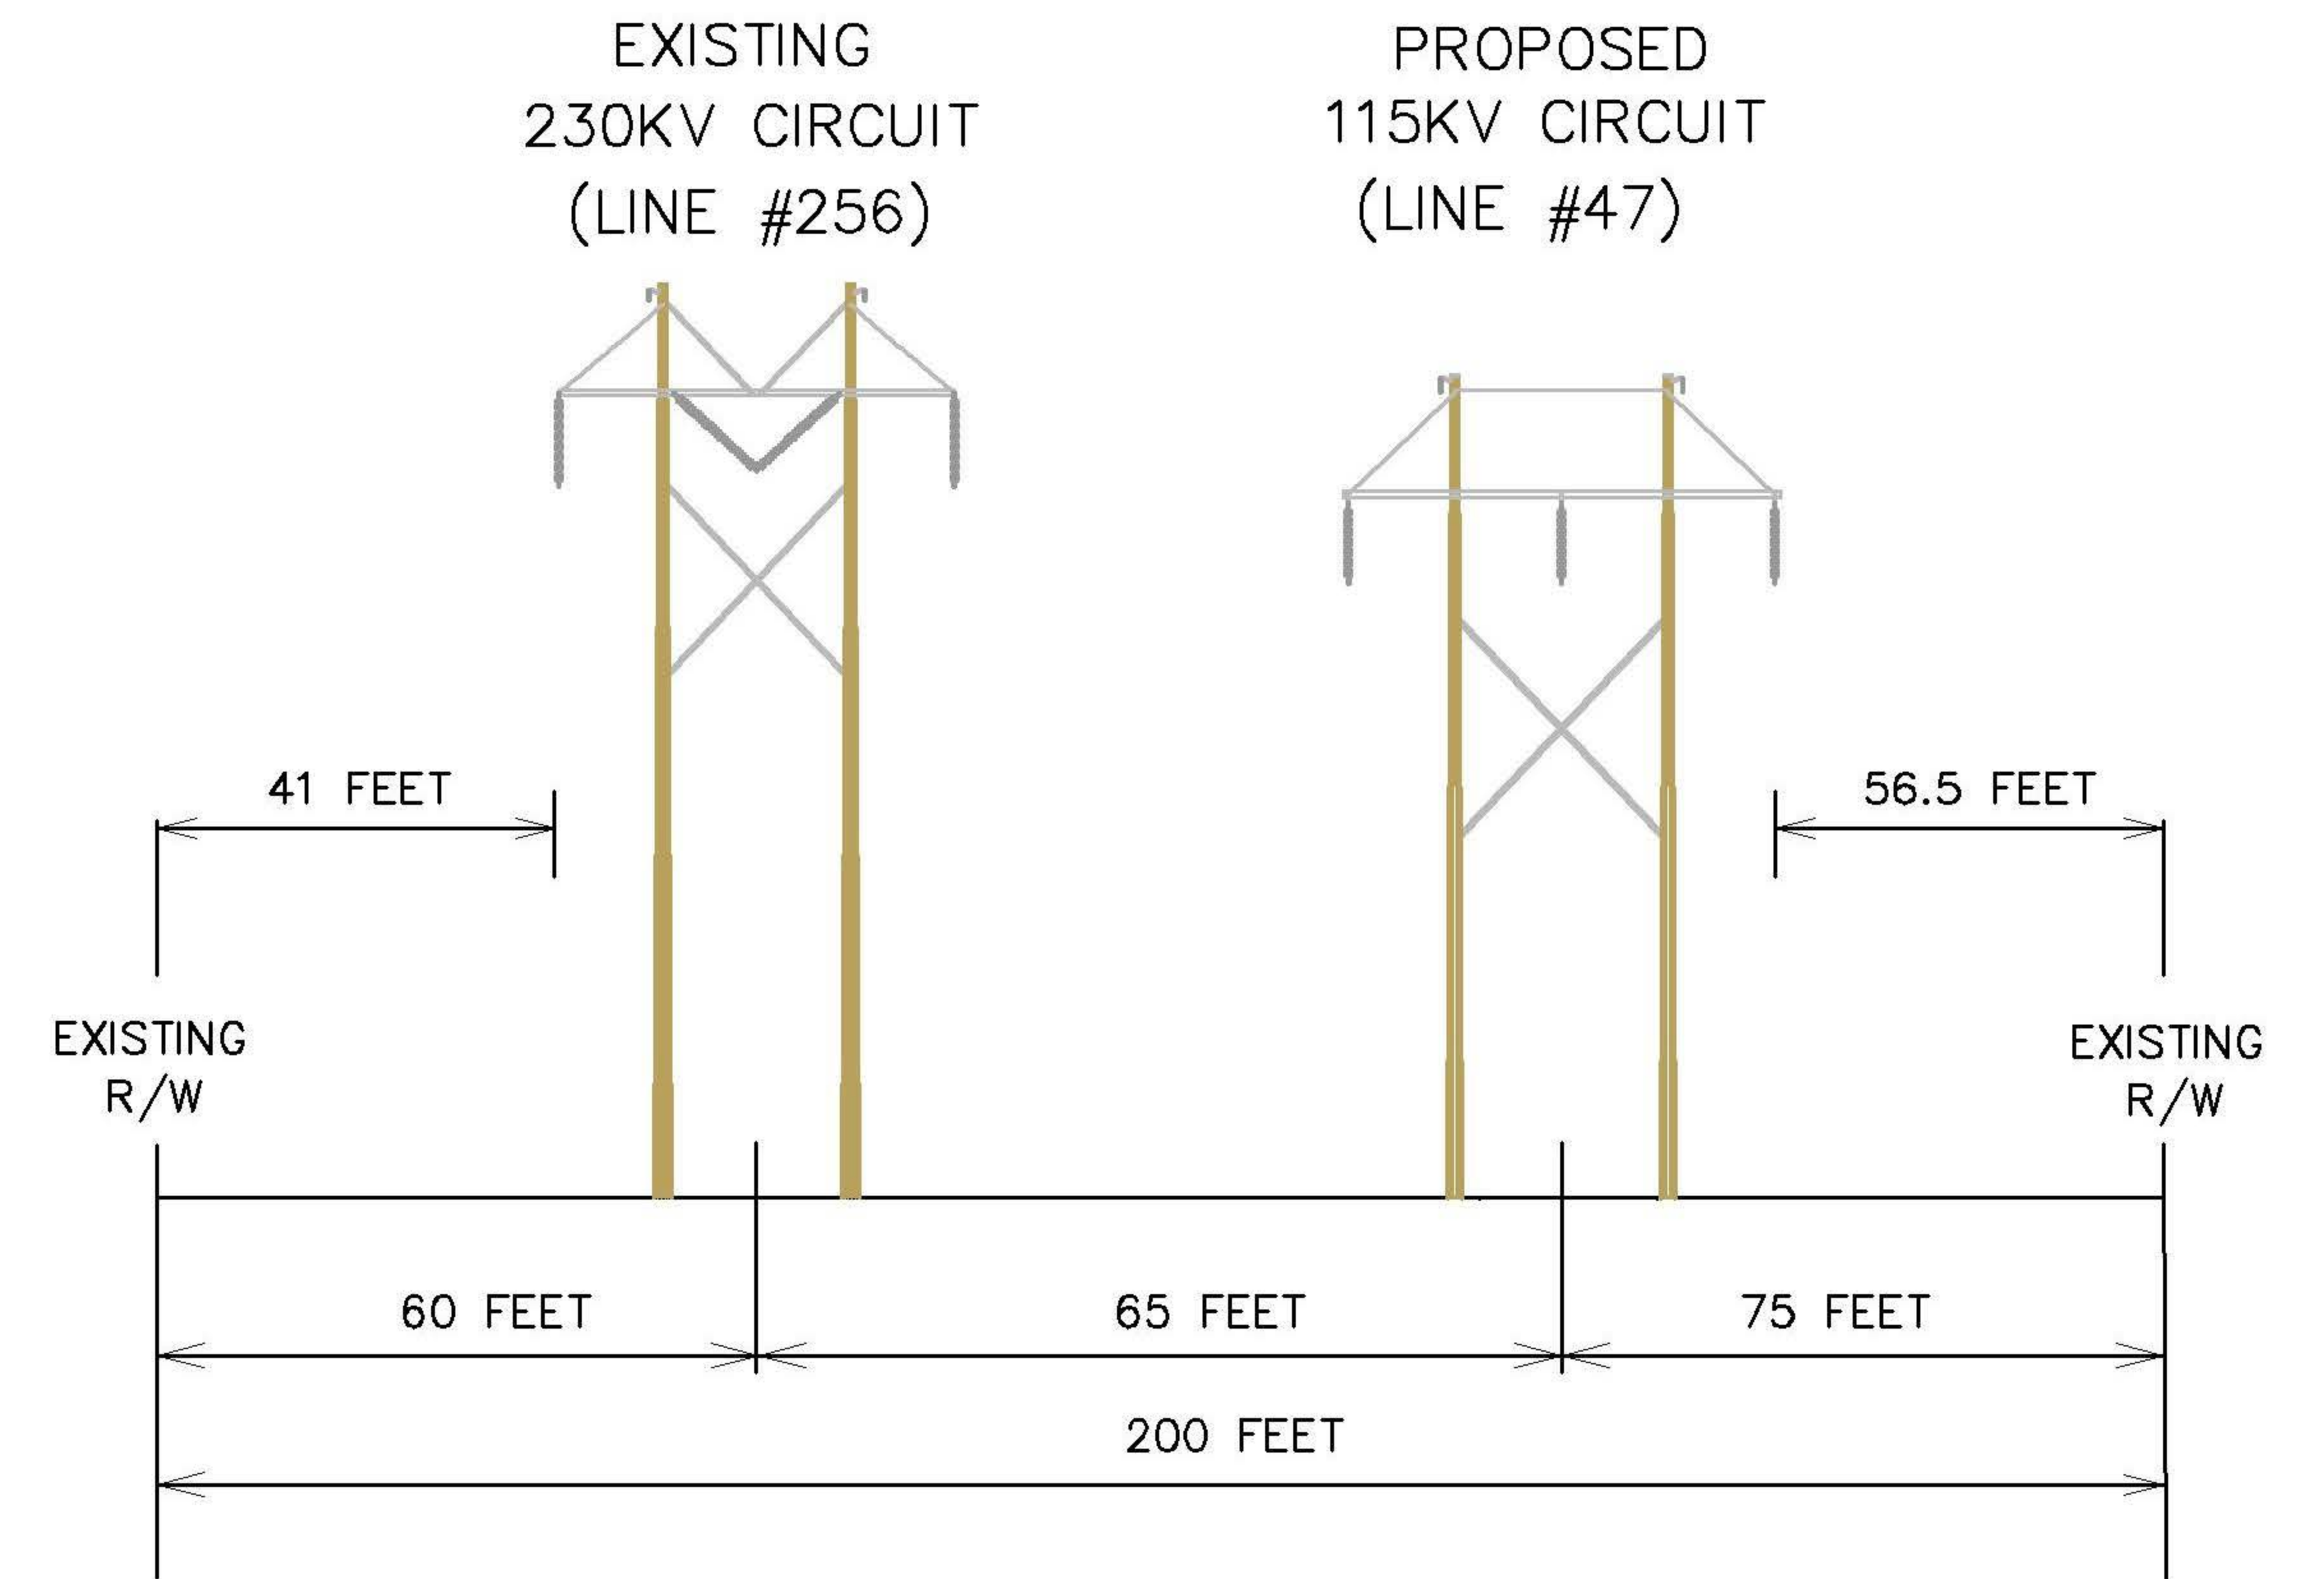 EXISTING
230KV CIRCUIT
(LINE #256)
PROPOSED
115KV CIRCUIT
(LINE #47)
41 FEET
56.5 FEET
EXISTING
R/W
EXISTING
R/W
60 FEET
65 FEET
75 FEET
200 FEET